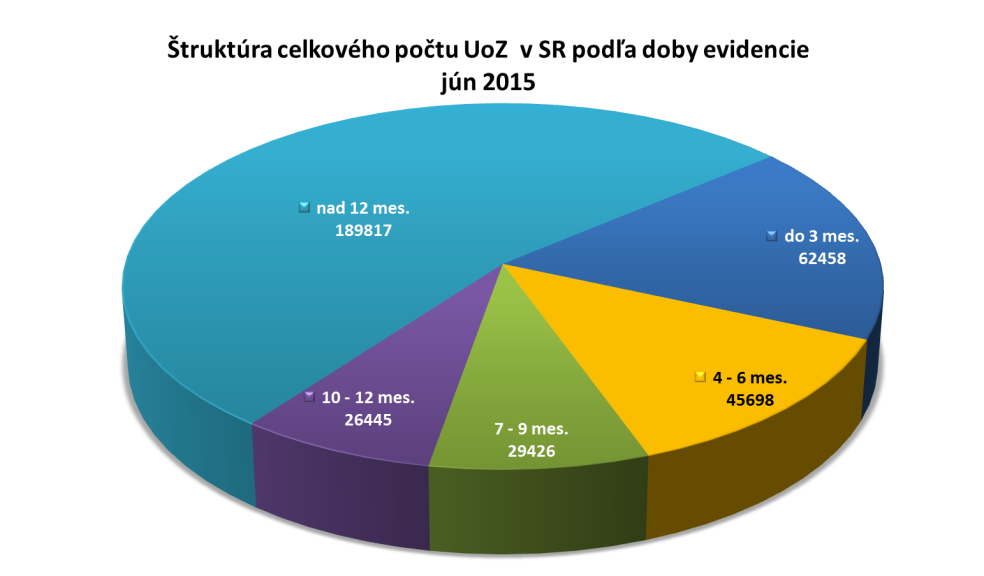 Štruktúra celkového počtu UoZ v SR podľa doby evidencie
jún 2015
nad 12 mes.
189817
do 3 mes.
62458
4 - 6 mes.
45698
10 - 12 mes.
26445
7 - 9 mes.
29426